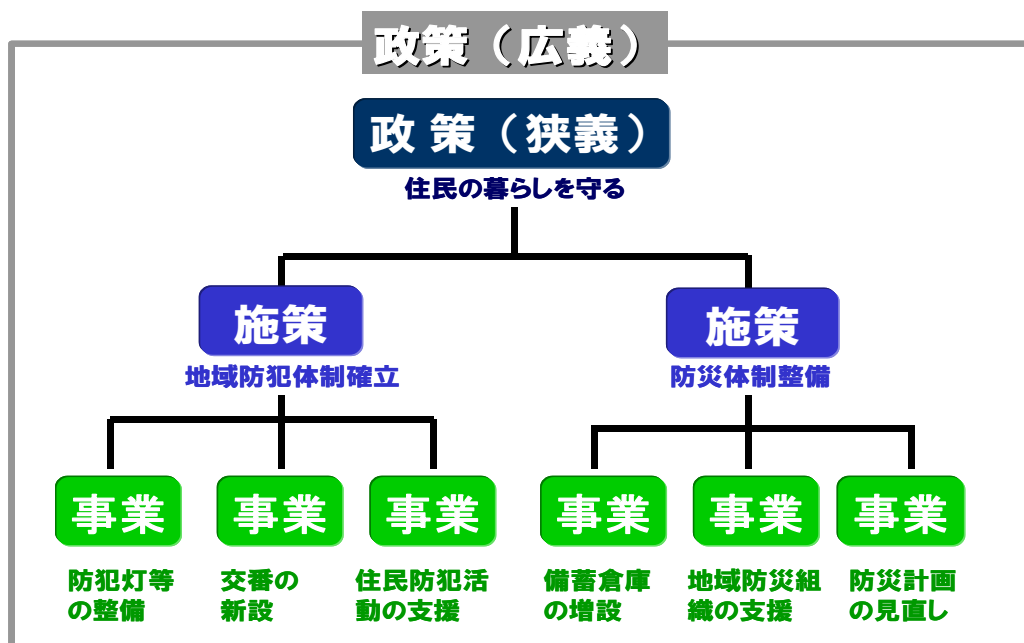 政策（広義）
政 策（狭義）
住民の暮らしを守る
施策
地域防犯体制確立
施策
防災体制整備
事業
防犯灯等
の整備
事業
交番の
新設
事業
住民防犯活
動の支援
事業
備蓄倉庫
の増設
事業
地域防災組
織の支援
事業
防災計画
の見直し